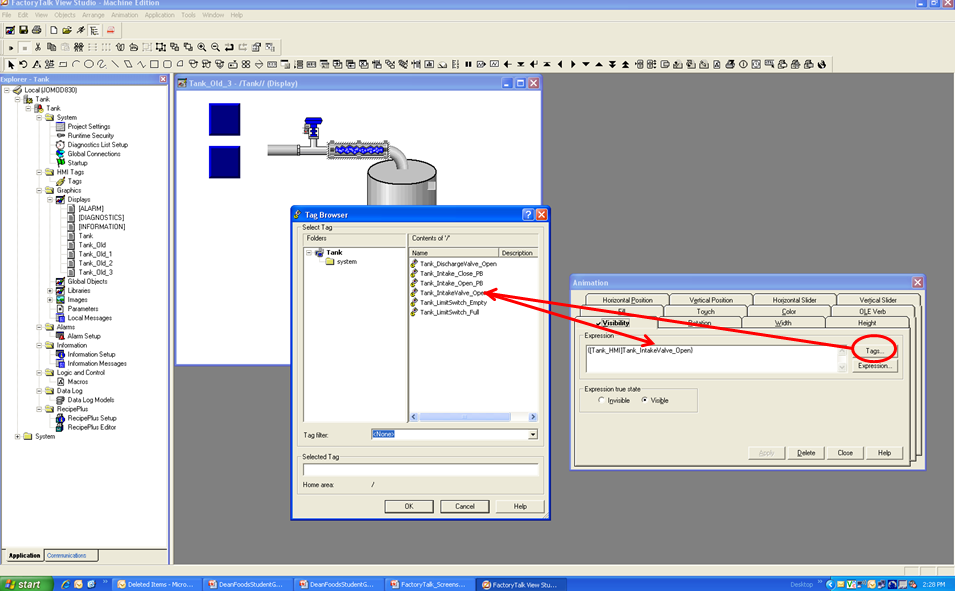 FactoryTalk View Studio - Machine Edition
File Edit View Objects Arrange Animation Application Tools Window Help
Explorer - Tank
Local (JOMOD830)
Tank
Tank
System
Project Settings
Runtime Security
Diagnostics List Setup
Global Connections
Startup
HMI Tags
Tags
Graphics
Displays
[ALARM]
[DIAGNOSTICS]
[INFORMATION]
Tank
Tank_Old
Tank_Old_1
Tank_Old_2
Tank_Old_3
Global Objects
Libraries
Images
Parameters
Local Messages
Alarms
Alarm Setup
Information
Information Setup
Information Messages
Logic and Control
Macros
Data Log
Data Log Models
RecipePlus
RecipePlus Setup
RecipePlus Editor
System
Application Communications
Tank_Old_3 - /Tank// (Display)
Tag Browser
Select Tag
Folders
Contents of '/'
Tank
system
Name Description
Tank_DischargeValve_Open
Tank_Intake_Close_PB
Tank_Intake_Open_PB
Tank_IntakeValve_Open
Tank_LimitSwitch_Empty
Tank_LimitSwitch_Full
Tag filter: <None>
Selected Tag
Home area: /
OK Cancel Help
Animation
Horizontal Position Vertical Position Horizontal Slider Vertical Slider
Fill Touch Color OLE Verb
Visibility Rotation Width Height
Expression
{[Tank_HMI]Tank_IntakeValve_Open}
Tags...
Expression...
Expression true state
Invisible Visible
Apply Delete Close Help
start
Deleted Items - Micro...
DeanFoodsStudentG...
DeanFoodsStudentG...
FactoryTalk_Screens...
FactoryTalk View Stu...
Desktop
2:28 PM